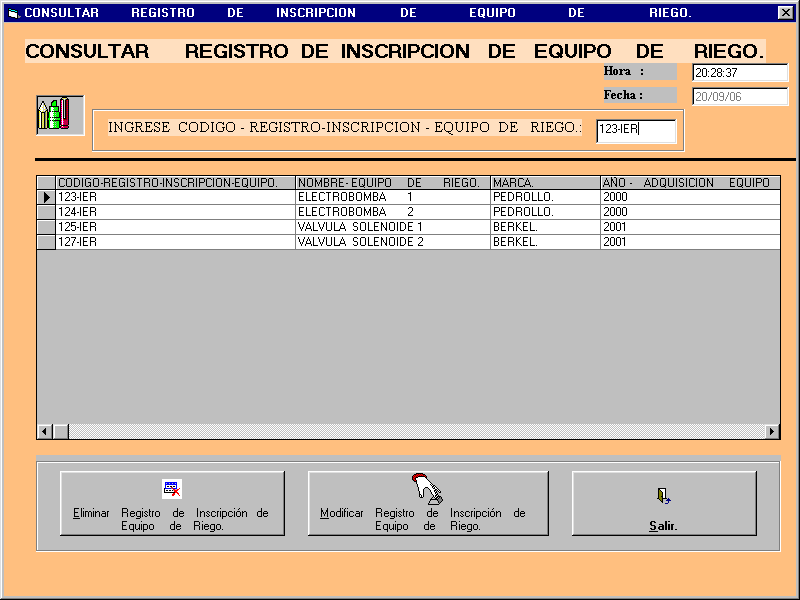 CONSULTAR REGISTRO DE INSCRIPCION DE EQUIPO DE RIEGO.
CONSULTAR REGISTRO DE INSCRIPCION DE EQUIPO DE RIEGO.
Hora : 20:28:37
Fecha : 20/09/06
INGRESE CODIGO - REGISTRO-INSCRIPCION - EQUIPO DE RIEGO.: 123-IER
CODIGO-REGISTRO-INSCRIPCION-EQUIPO. NOMBRE- EQUIPO DE RIEGO. MARCA. AÑO - ADQUISICION EQUIPO
123-IER ELECTROBOMBA 1 PEDROLLO. 2000
124-IER ELECTROBOMBA 2 PEDROLLO. 2000
125-IER VALVULA SOLENOIDE 1 BERKEL. 2001
127-IER VALVULA SOLENOIDE 2 BERKEL. 2001
Eliminar Registro de Inscripción de
Equipo de Riego.
Modificar Registro de Inscripción de
Equipo de Riego.
Salir.